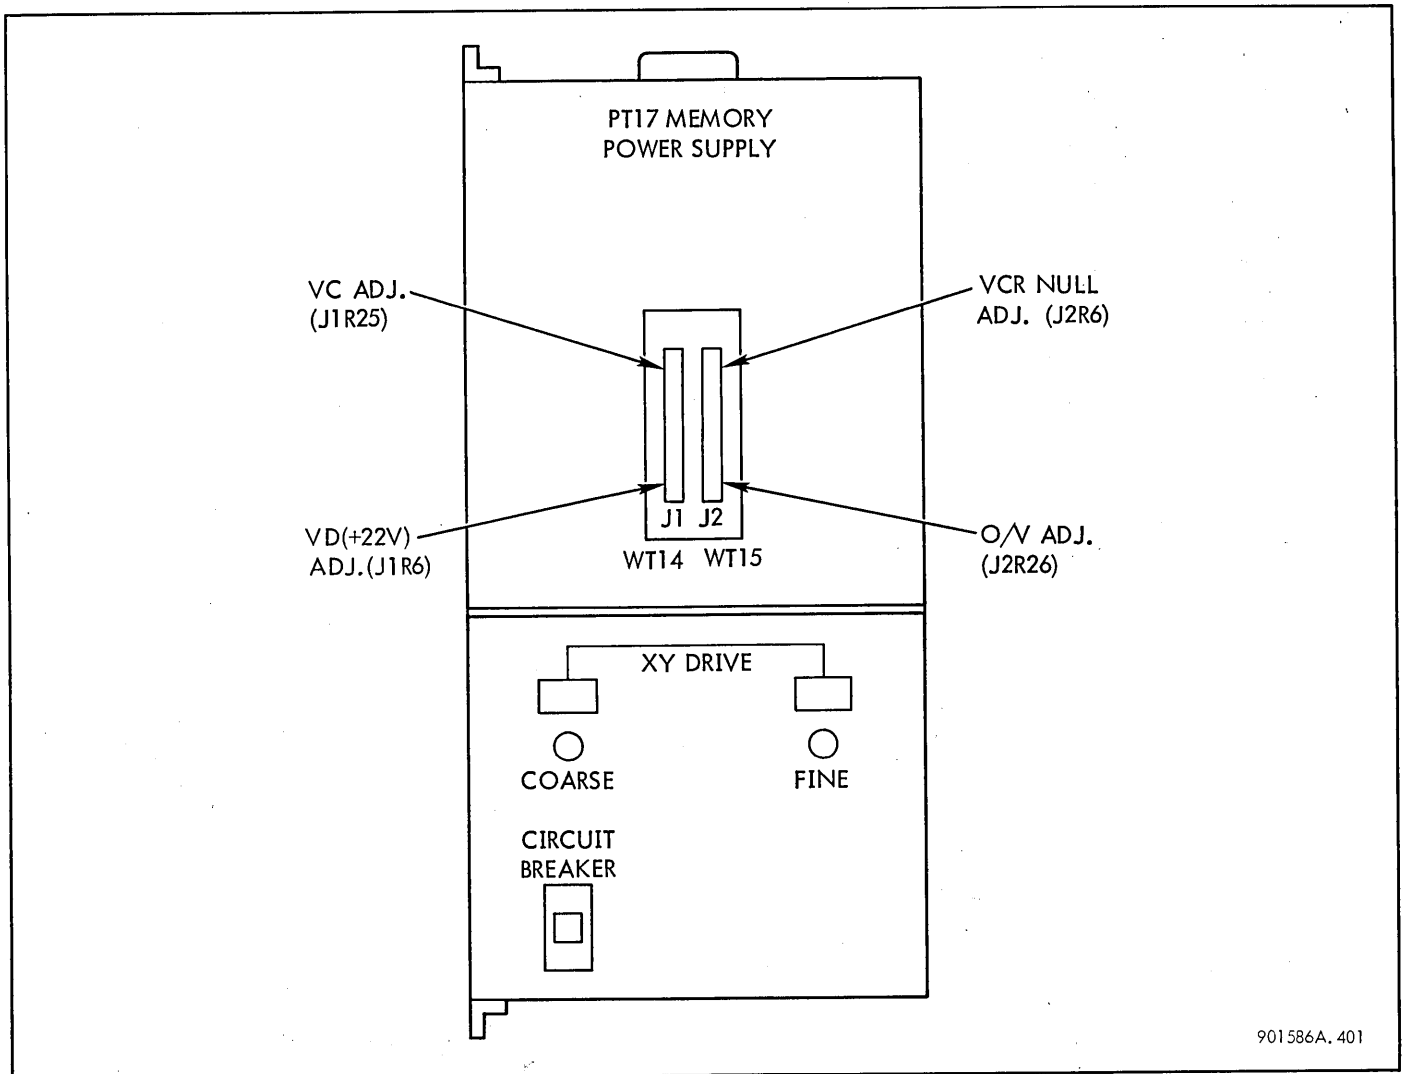 PT17 MEMORY
POWER SUPPLY
VC ADJ.
(J1R25)
VCR NULL
ADJ. (J2R6)
VD(+22V)
ADJ.(J1R6)
J1 J2
WT14 WT15
O/V ADJ.
(J2R26)
XY DRIVE
COARSE
FINE
CIRCUIT
BREAKER
901586A.401